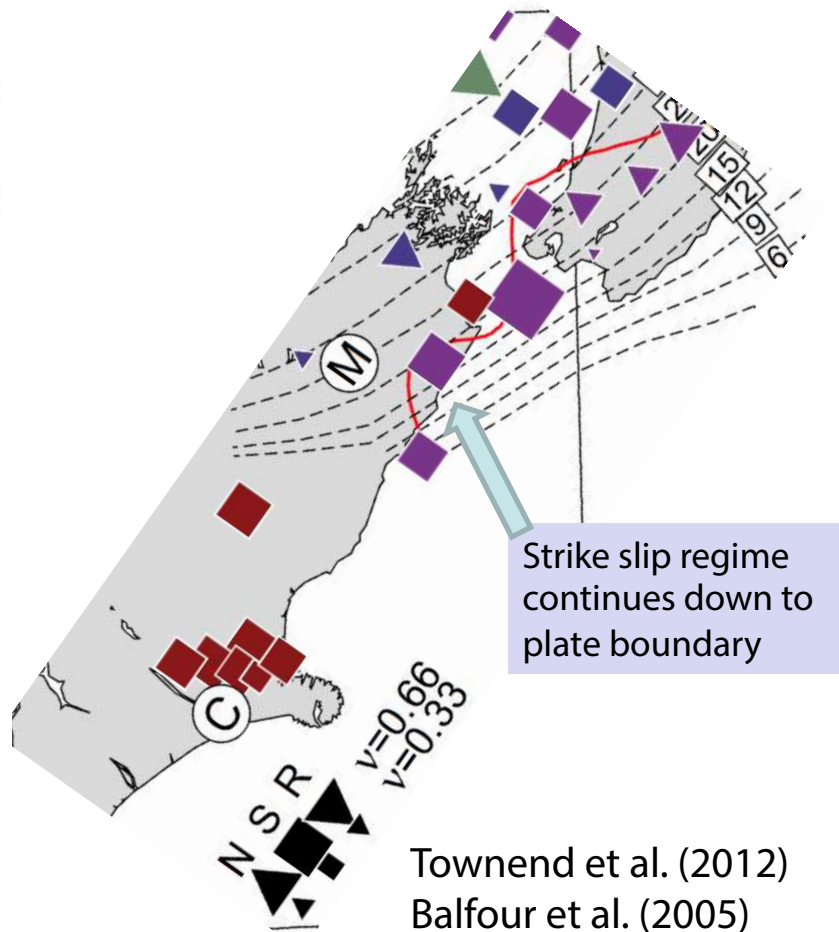 20
15
12
9
6
M
Strike slip regime
continues down to
plate boundary
C
ν=0.66
ν=0.33
N S R
Townend et al. (2012)
Balfour et al. (2005)